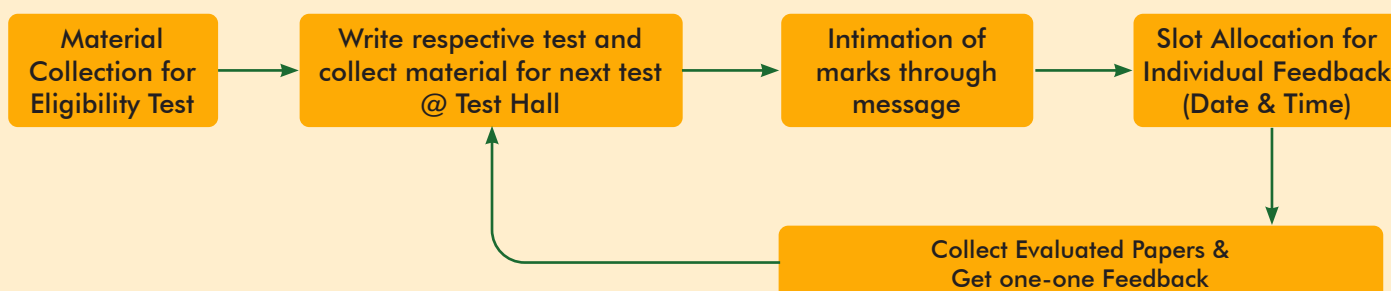 Material
Collection for
Eligibility Test
Write respective test and
collect material for next test
@ Test Hall
Intimation of
marks through
message
Slot Allocation for
Individual Feedback
(Date & Time)
Collect Evaluated Papers &
Get one-one Feedback